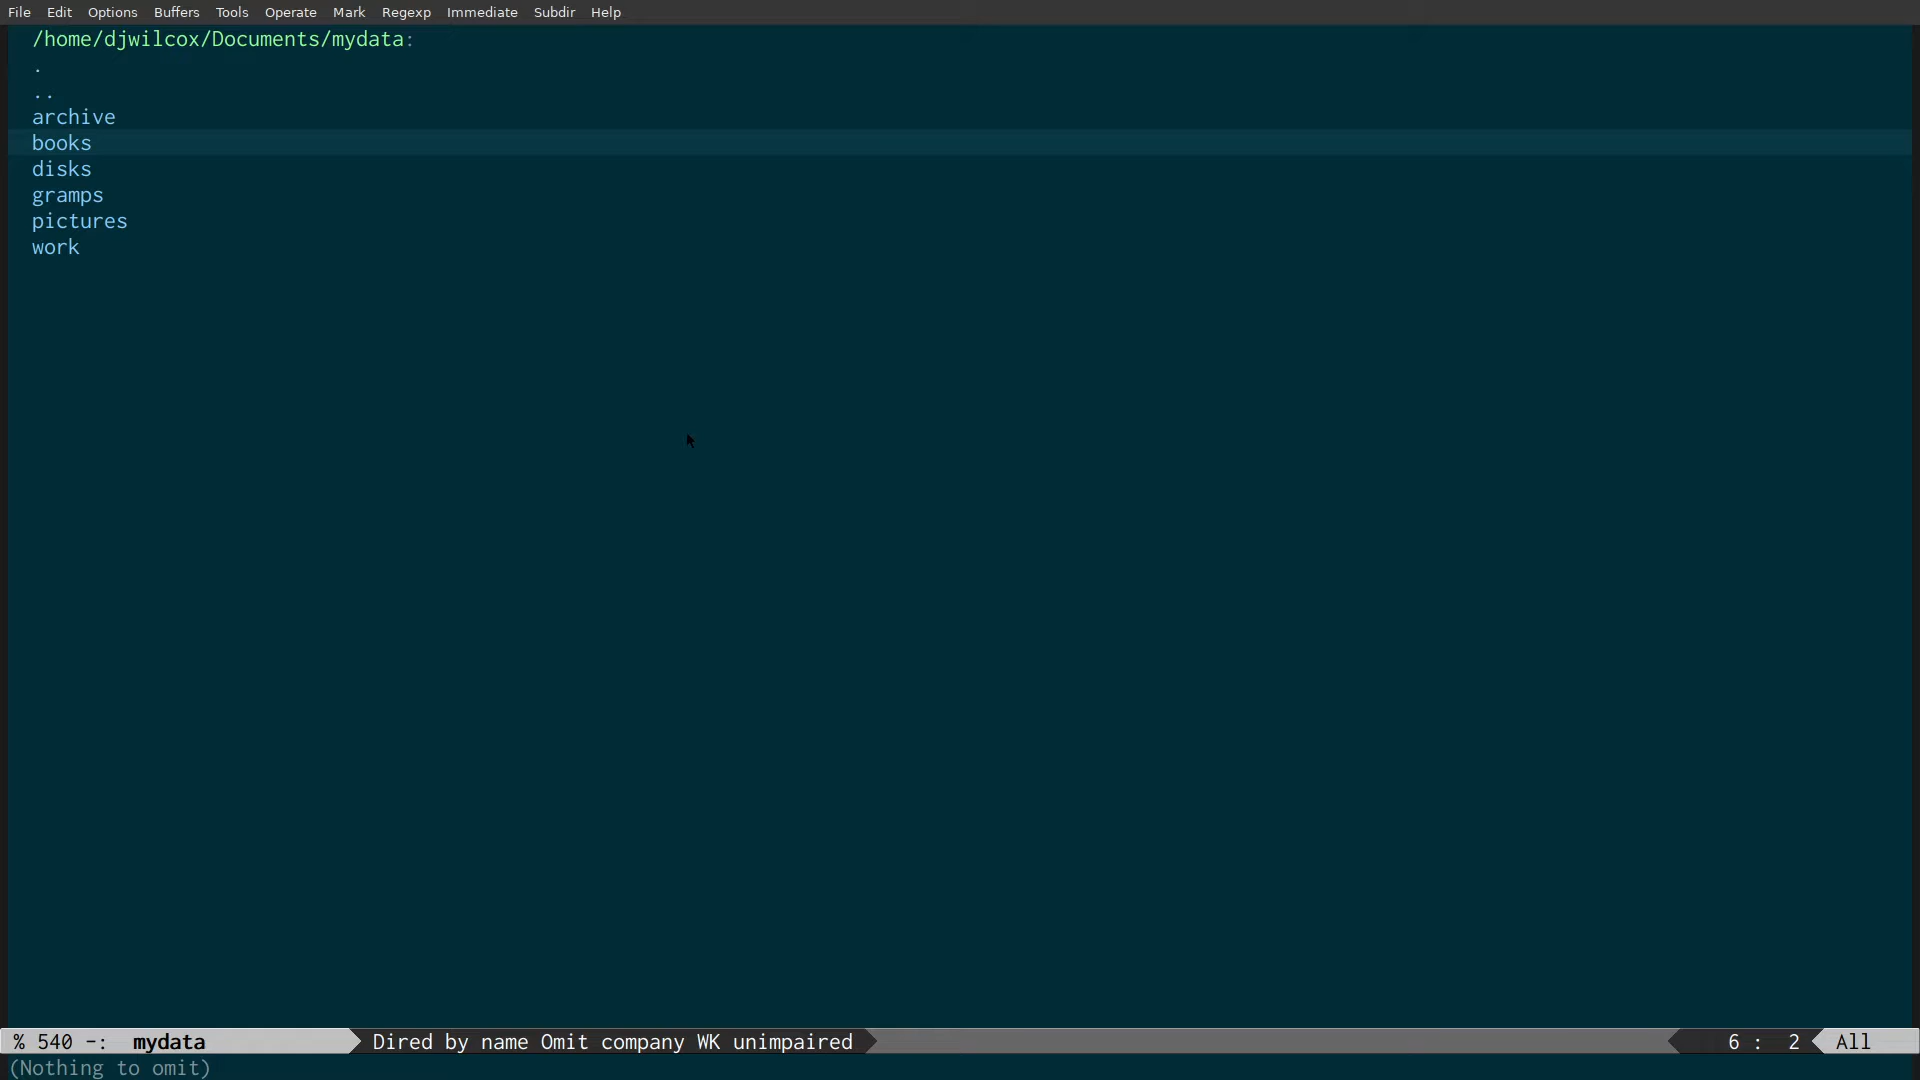 File Edit Options Buffers Tools Operate Mark Regexp Immediate Subdir Help
/home/djwilcox/Documents/mydata:
.
..
archive
books
disks
gramps
pictures
work
% 540 -: mydata Dired by name Omit company WK unimpaired 6 : 2 All
(Nothing to omit)